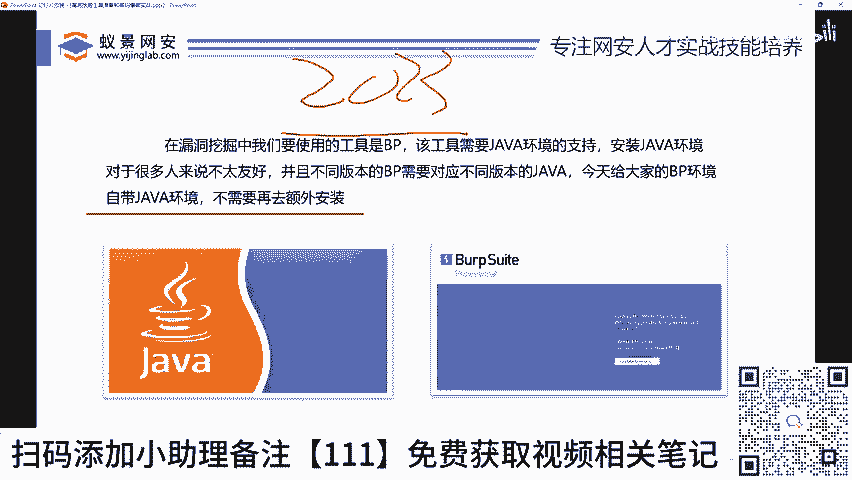 蚁景网安
www.yijinglab.com
专注网安人才实战技能培养
2023
在漏洞挖掘中我们要使用的工具是BP，该工具需要JAVA环境的支持，安装JAVA环境
对于很多人来说不太友好，并且不同版本的BP需要对应不同版本的JAVA，今天给大家的BP环境
自带JAVA环境，不需要再去额外安装
Java
Burp Suite
扫码添加小助理备注【111】免费获取视频相关笔记